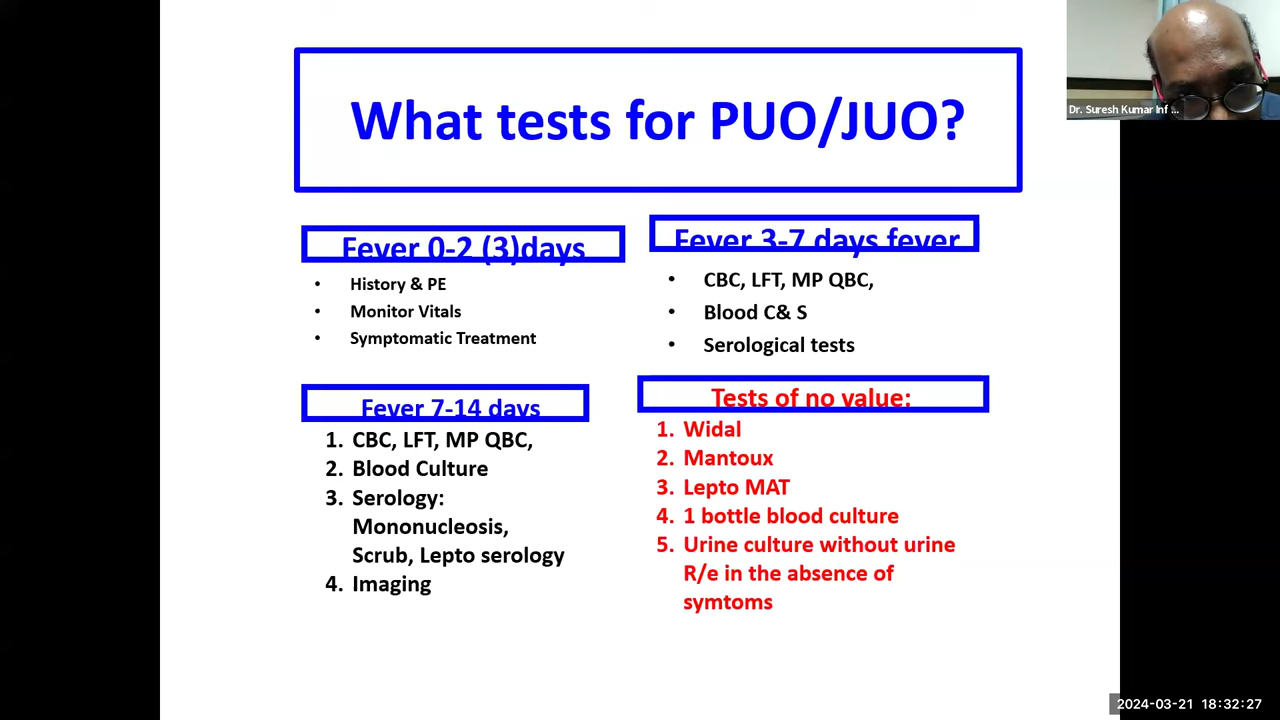 What tests for PUO/JUO?
Dr. Suresh Kumar Inf ...
Fever 0-2 (3)days
• History & PE
• Monitor Vitals
• Symptomatic Treatment
Fever 3-7 days fever
• CBC, LFT, MP QBC,
• Blood C& S
• Serological tests
Fever 7-14 days
1. CBC, LFT, MP QBC,
2. Blood Culture
3. Serology:
Mononucleosis,
Scrub, Lepto serology
4. Imaging
Tests of no value:
1. Widal
2. Mantoux
3. Lepto MAT
4. 1 bottle blood culture
5. Urine culture without urine
R/e in the absence of
symtoms
2024-03-21 18:32:27